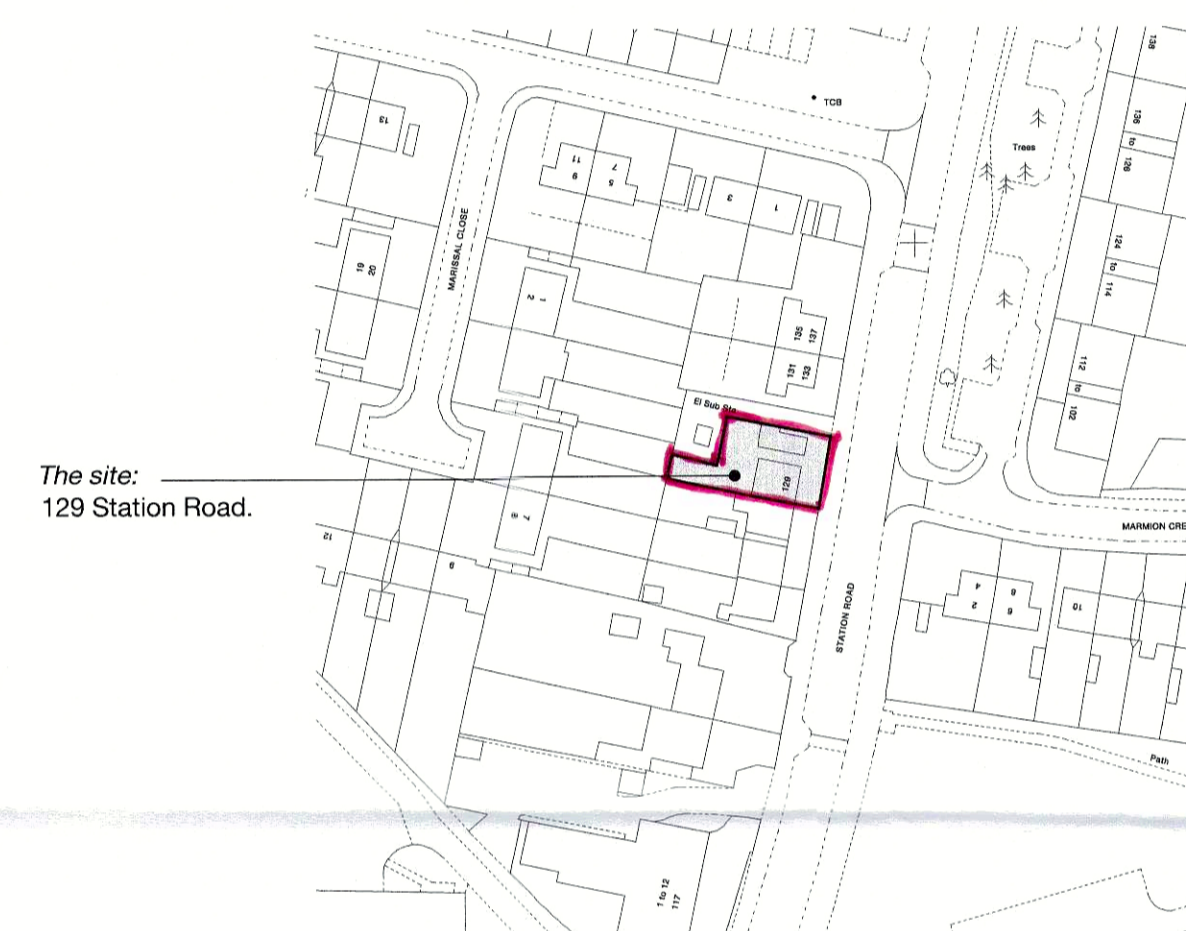 138
TCB
136
to
126
Trees
13
11
9
7
5
3
1
MARISSAL CLOSE
19
20
124
to
114
1
2
135
137
131
133
112
to
102
El Sub Sta
The site:
129 Station Road.
129
7
8
MARMION CRE
12
9
STATION ROAD
4
2
8
6
10
Path
1 to 12
117